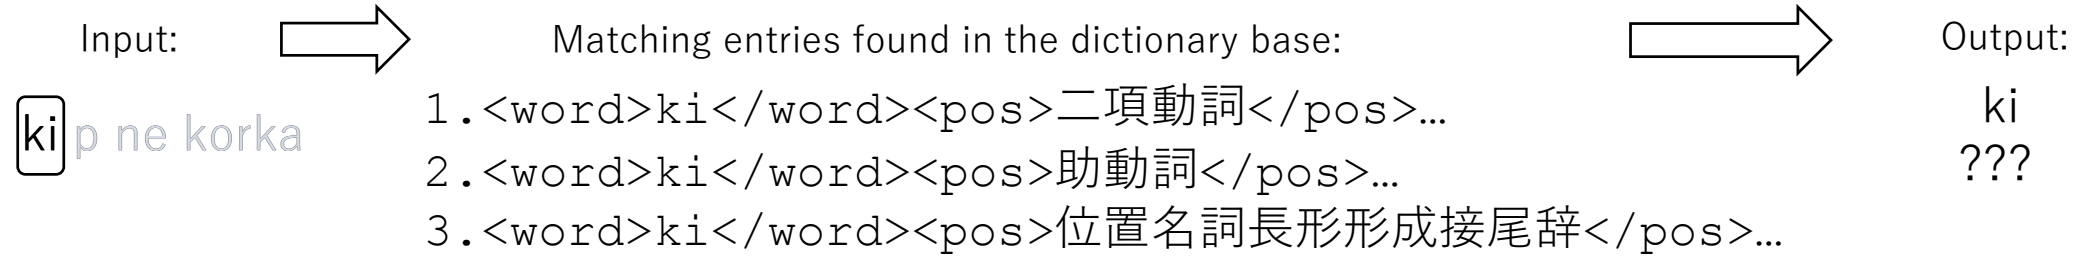 Input: Matching entries found in the dictionary base: Output:
ki p ne korka
1.<word>ki</word><pos>二項動詞</pos>…
2.<word>ki</word><pos>助動詞</pos>…
3.<word>ki</word><pos>位置名詞長形形成接尾辞</pos>…
ki
???